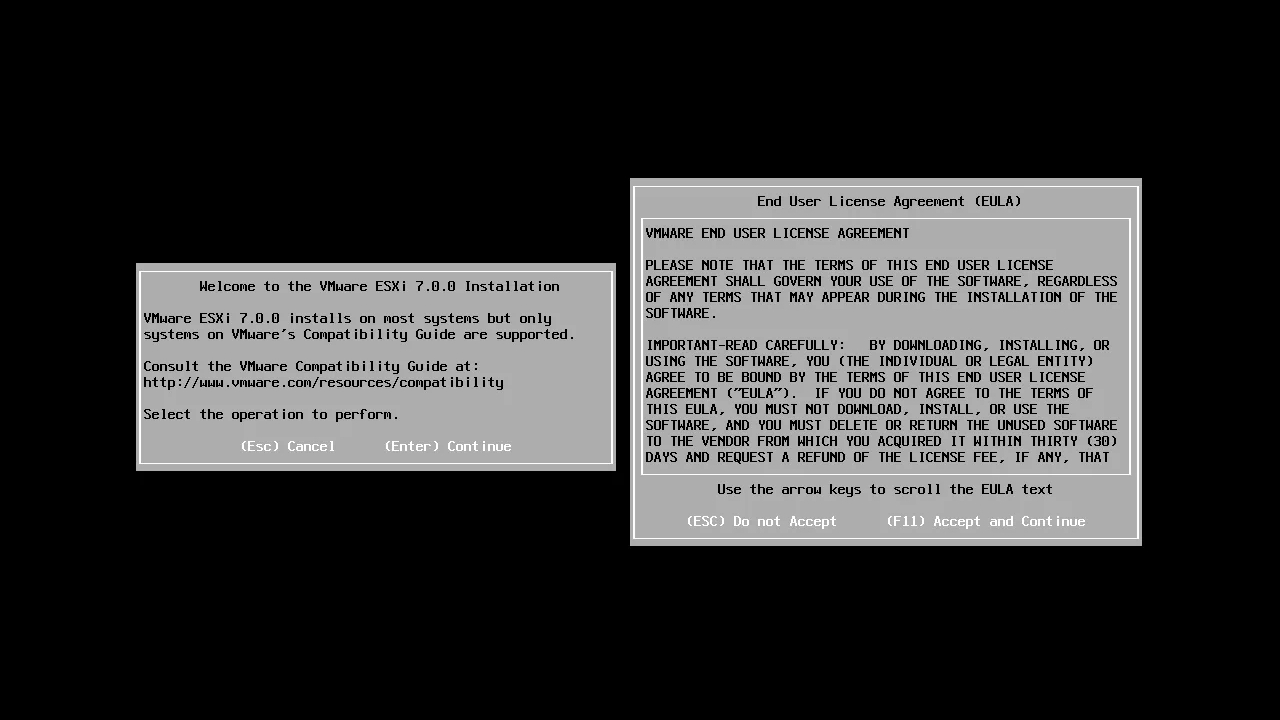 Welcome to the VMware ESXi 7.0.0 Installation
VMware ESXi 7.0.0 installs on most systems but only
systems on VMware's Compatibility Guide are supported.
Consult the VMware Compatibility Guide at:
http://www.vmware.com/resources/compatibility
Select the operation to perform.
(Esc) Cancel (Enter) Continue
End User License Agreement (EULA)
VMWARE END USER LICENSE AGREEMENT
PLEASE NOTE THAT THE TERMS OF THIS END USER LICENSE
AGREEMENT SHALL GOVERN YOUR USE OF THE SOFTWARE, REGARDLESS
OF ANY TERMS THAT MAY APPEAR DURING THE INSTALLATION OF THE
SOFTWARE.
IMPORTANT-READ CAREFULLY: BY DOWNLOADING, INSTALLING, OR
USING THE SOFTWARE, YOU (THE INDIVIDUAL OR LEGAL ENTITY)
AGREE TO BE BOUND BY THE TERMS OF THIS END USER LICENSE
AGREEMENT ("EULA"). IF YOU DO NOT AGREE TO THE TERMS OF
THIS EULA, YOU MUST NOT DOWNLOAD, INSTALL, OR USE THE
SOFTWARE, AND YOU MUST DELETE OR RETURN THE UNUSED SOFTWARE
TO THE VENDOR FROM WHICH YOU ACQUIRED IT WITHIN THIRTY (30)
DAYS AND REQUEST A REFUND OF THE LICENSE FEE, IF ANY, THAT
Use the arrow keys to scroll the EULA text
(ESC) Do not Accept (F11) Accept and Continue